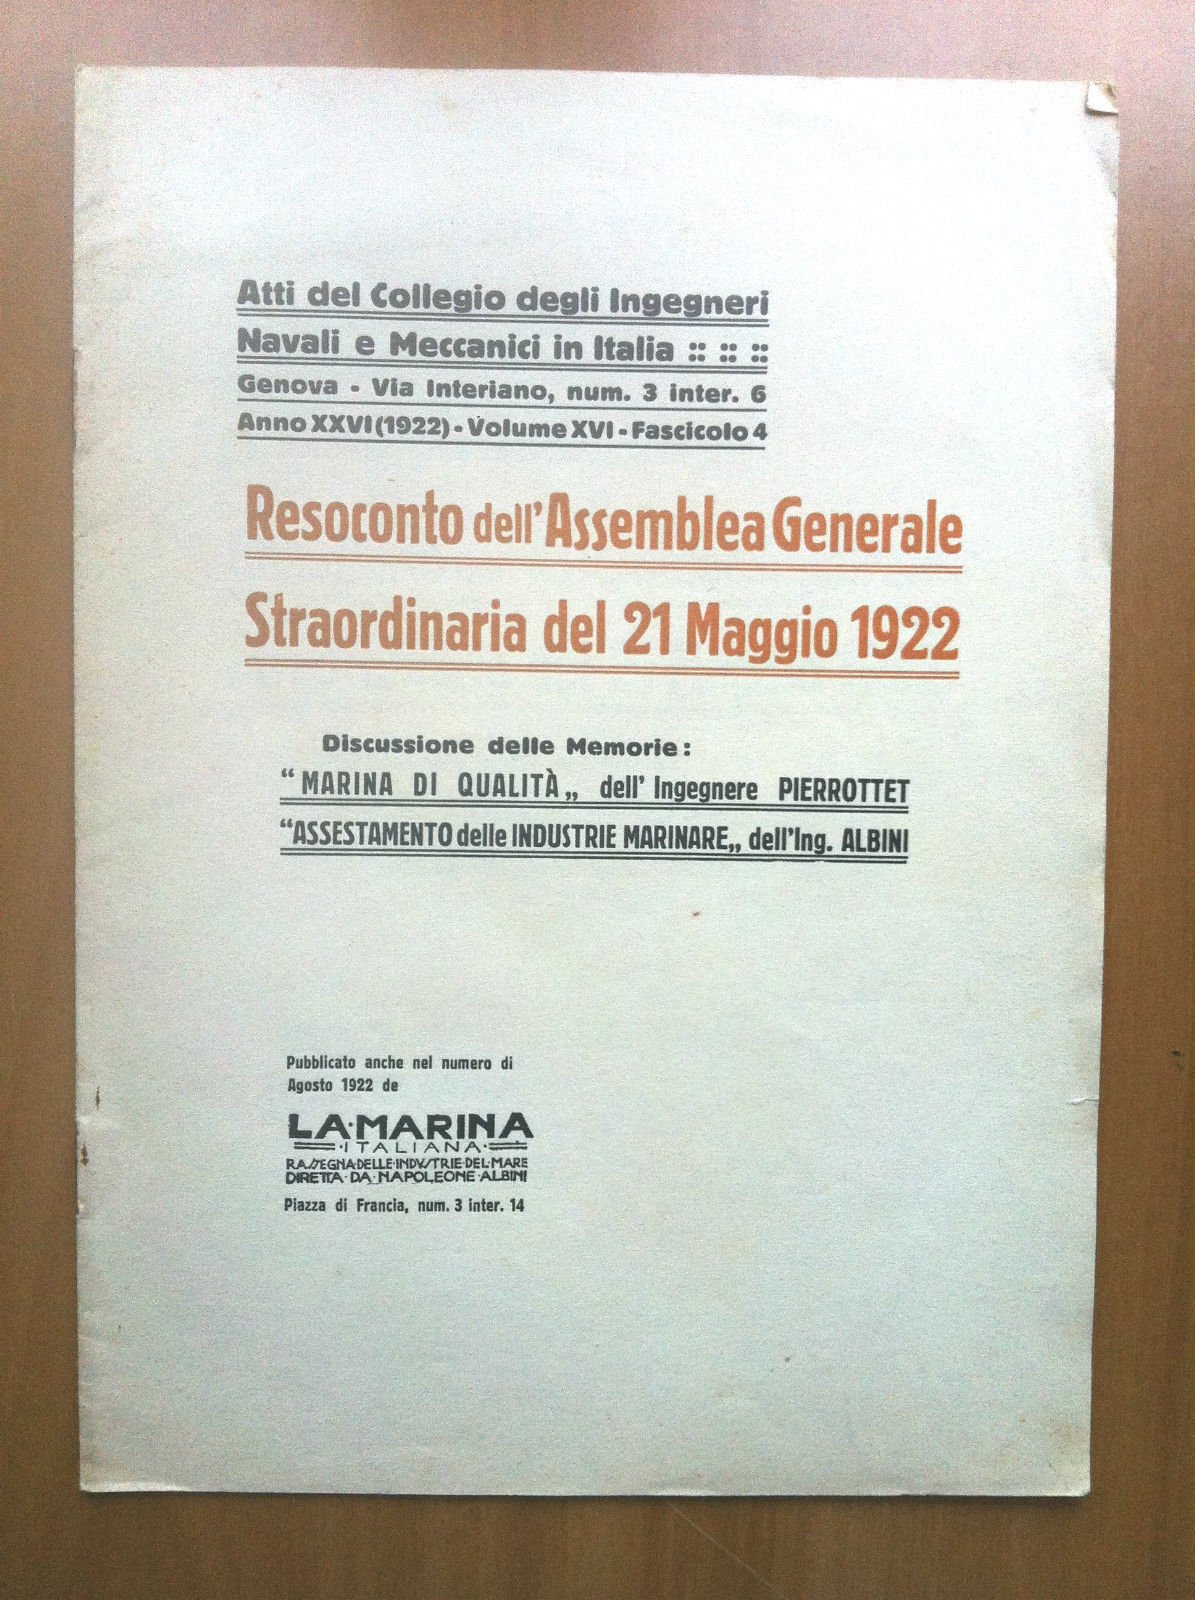 Atti del Collegio degli Ingegneri
Navali e Meccanici in Italia :: :: ::
Genova - Via Interiano, num. 3 inter. 6
Anno XXVI (1922) - Volume XVI - Fascicolo 4
Resoconto dell'Assemblea Generale
Straordinaria del 21 Maggio 1922
Discussione delle Memorie:
“MARINA DI QUALITÀ„ dell'Ingegnere PIERROTTET
“ASSESTAMENTO delle INDUSTRIE MARINARE„ dell'Ing. ALBINI
Pubblicato anche nel numero di
Agosto 1922 de
LA·MARINA
·ITALIANA·
RASSEGNA·DELLE·INDVSTRIE·DEL·MARE
DIRETTA·DA·NAPOLEONE·ALBINI
Piazza di Francia, num. 3 inter. 14